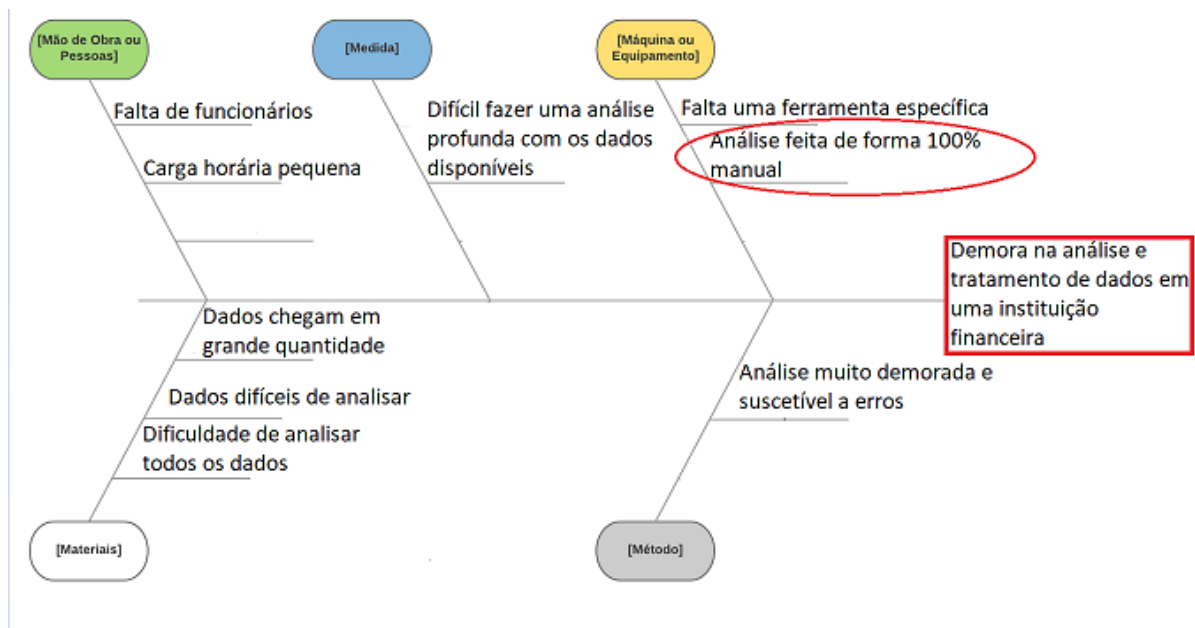 [Mão de Obra ou
Pessoas]
[Medida]
[Máquina ou
Equipamento]
Falta de funcionários
Carga horária pequena
Difícil fazer uma análise
profunda com os dados
disponíveis
Falta uma ferramenta específica
Análise feita de forma 100%
manual
Demora na análise e
tratamento de dados em
uma instituição
financeira
Dados chegam em
grande quantidade
Dados difíceis de analisar
Dificuldade de analisar
todos os dados
Análise muito demorada e
suscetível a erros
[Materiais]
[Método]